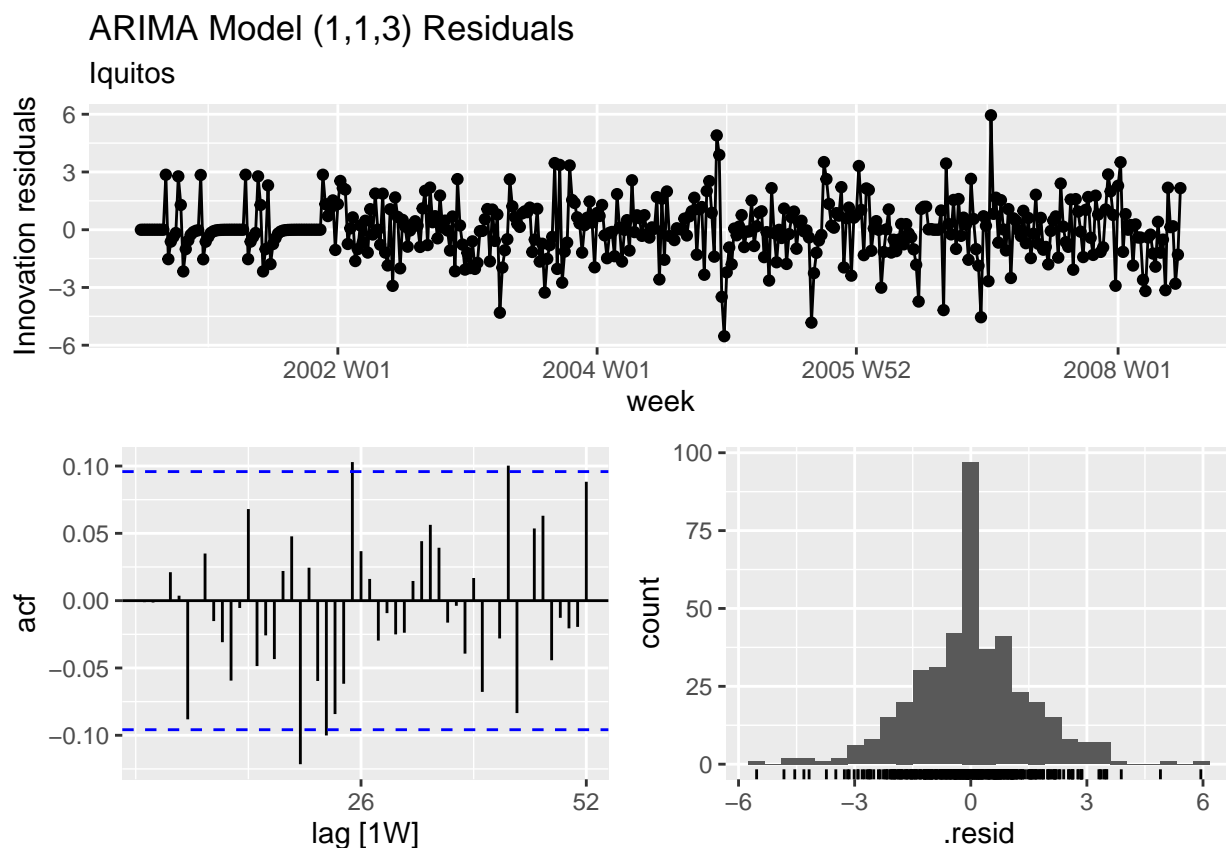 ARIMA Model (1,1,3) Residuals
Iquitos
Innovation residuals
6
3
0
−3
−6
2002 W01
2004 W01
2005 W52
2008 W01
week
acf
0.10
0.05
0.00
−0.05
−0.10
26
52
lag [1W]
count
100
75
50
25
0
−6
−3
0
3
6
.resid